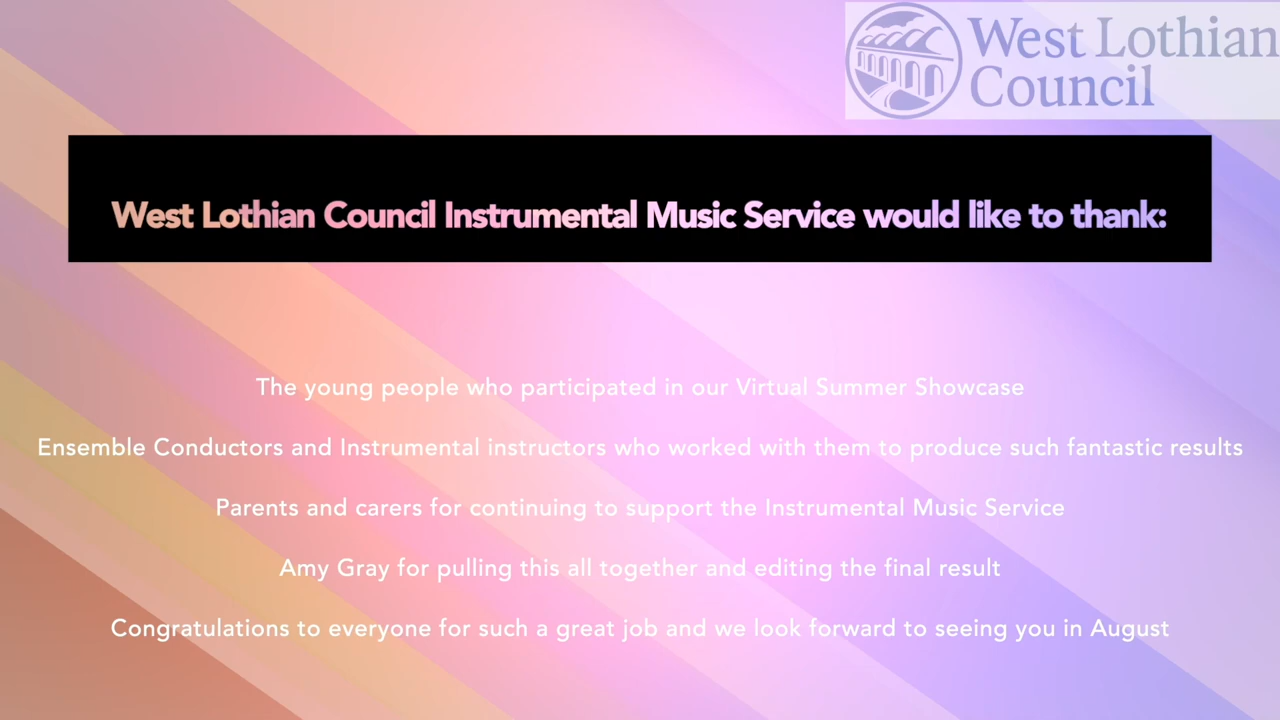 West Lothian
Council
West Lothian Council Instrumental Music Service would like to thank:
The young people who participated in our Virtual Summer Showcase
Ensemble Conductors and Instrumental instructors who worked with them to produce such fantastic results
Parents and carers for continuing to support the Instrumental Music Service
Amy Gray for pulling this all together and editing the final result
Congratulations to everyone for such a great job and we look forward to seeing you in August